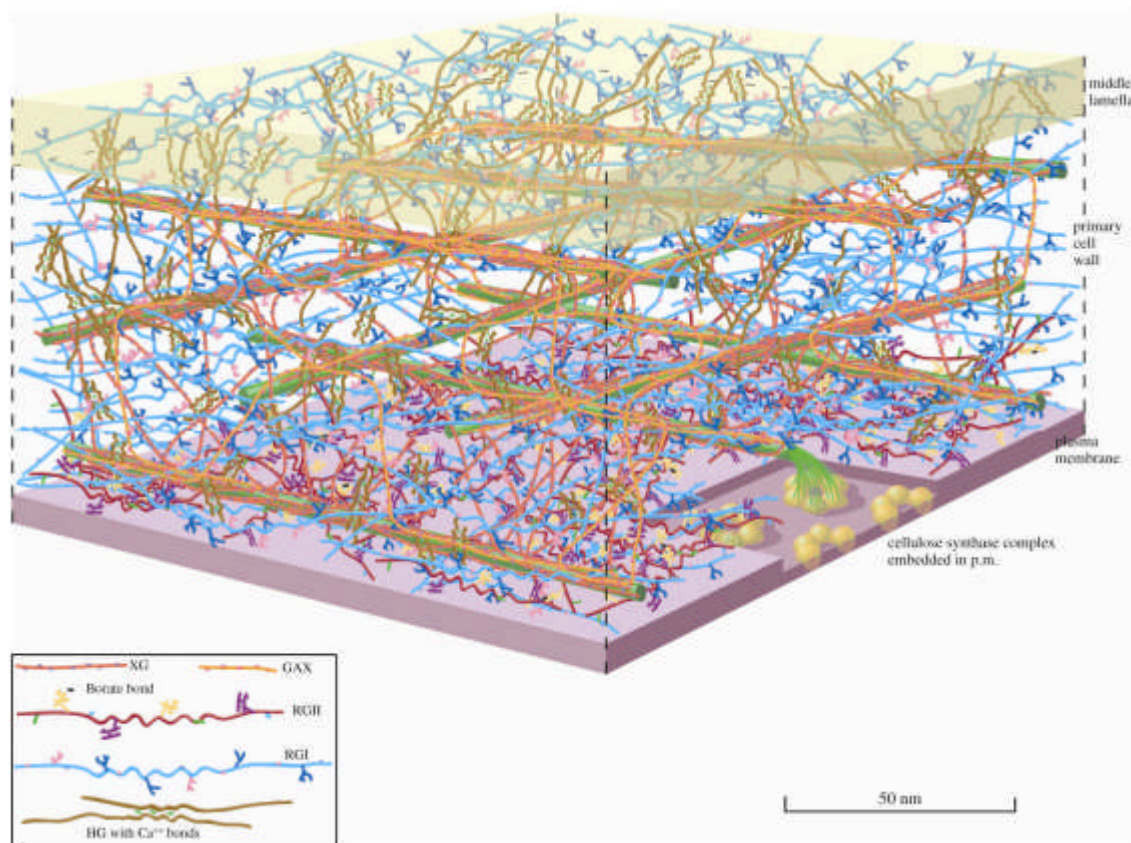 middle
lamella
primary
cell
wall
plasma
membrane
cellulose synthase complex
embedded in p.m.
XG
GAX
Borate bond
RGII
RGI
HG with Ca++ bonds
50 nm